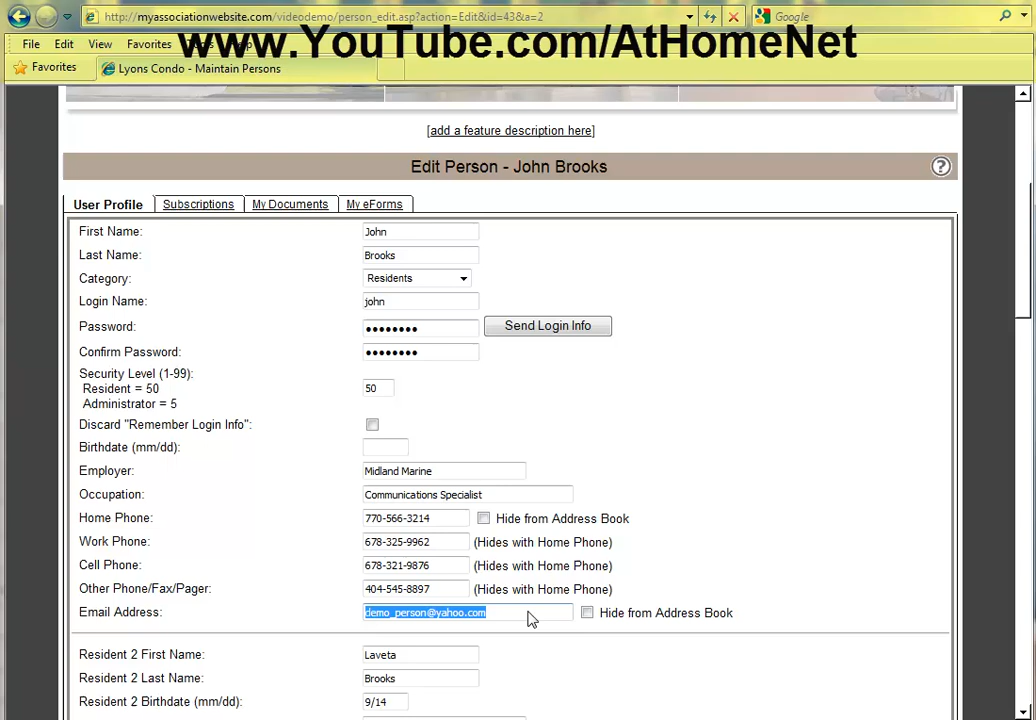 http://myassociationwebsite.com/videodemo/person_edit.asp?action=Edit&id=43&a=2
Google
www.YouTube.com/AtHomeNet
File Edit View Favorites Help
Favorites
Lyons Condo - Maintain Persons
[add a feature description here]
Edit Person - John Brooks
?
User Profile Subscriptions My Documents My eForms
First Name: John
Last Name: Brooks
Category: Residents
Login Name: john
Password: •••••••• Send Login Info
Confirm Password: ••••••••
Security Level (1-99):
Resident = 50
50
Administrator = 5
Discard "Remember Login Info":
Birthdate (mm/dd):
Employer: Midland Marine
Occupation: Communications Specialist
Home Phone: 770-566-3214 Hide from Address Book
Work Phone: 678-325-9962 (Hides with Home Phone)
Cell Phone: 678-321-9876 (Hides with Home Phone)
Other Phone/Fax/Pager: 404-545-8897 (Hides with Home Phone)
Email Address: demo_person@yahoo.com Hide from Address Book
Resident 2 First Name: Laveta
Resident 2 Last Name: Brooks
Resident 2 Birthdate (mm/dd): 9/14